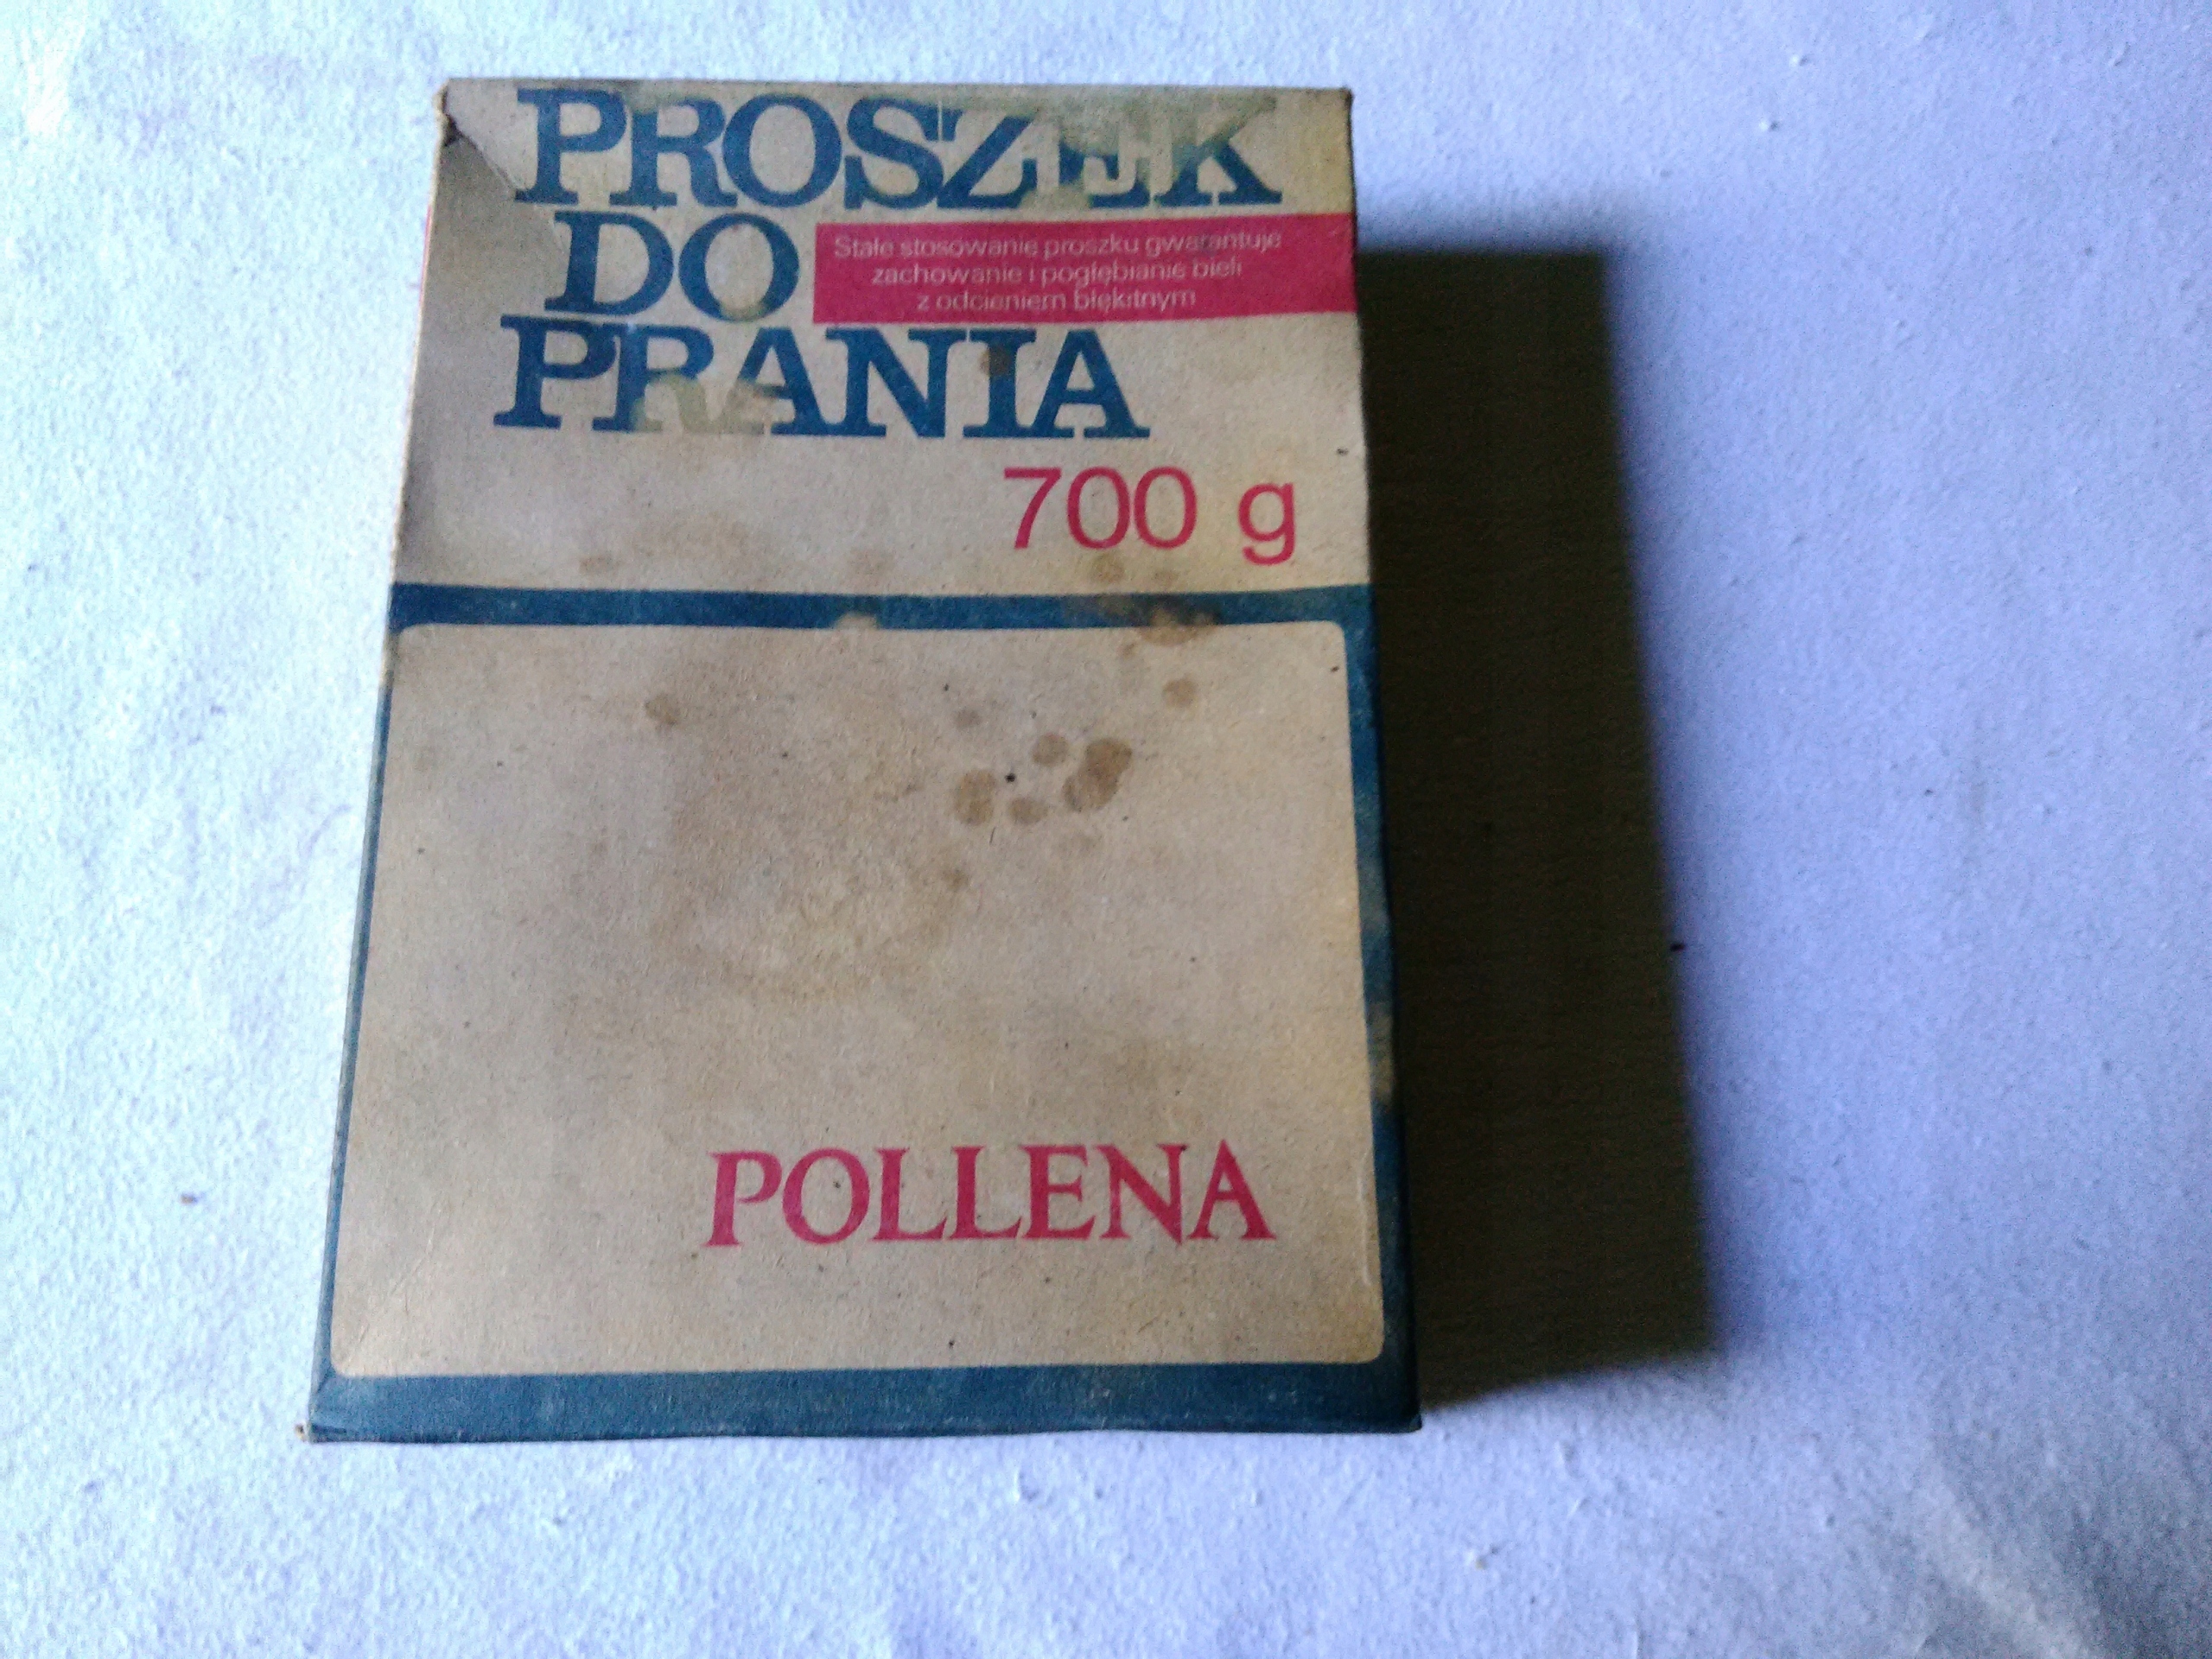 PROSZEK
DO
Stałe stosowanie proszku gwarantuje
zachowanie i pogłębianie bieli
z odcieniem błękitnym
PRANIA
700 g
POLLENA